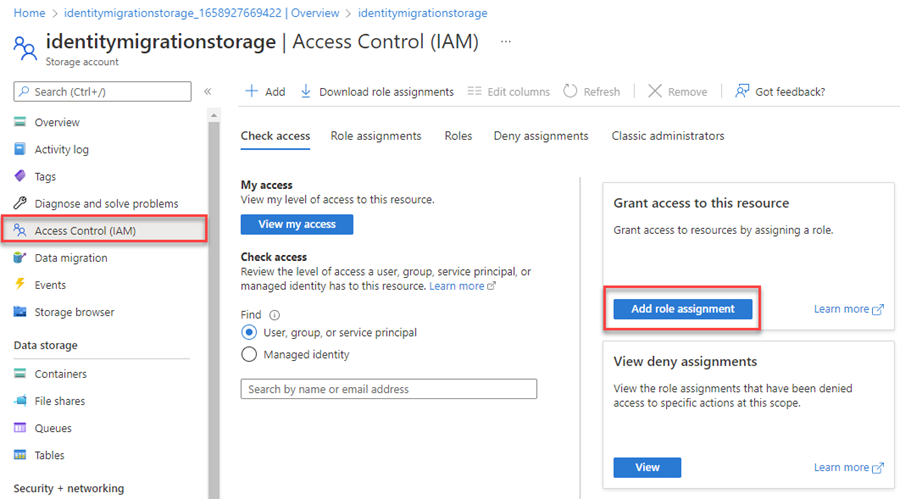 Home > identitymigrationstorage_1658927669422 | Overview > identitymigrationstorage
identitymigrationstorage | Access Control (IAM) ...
Storage account
Search (Ctrl+/) «
Add Download role assignments Edit columns Refresh Remove Got feedback?
Overview
Activity log
Tags
Diagnose and solve problems
Access Control (IAM)
Data migration
Events
Storage browser
Data storage
Containers
File shares
Queues
Tables
Security + networking
Check access Role assignments Roles Deny assignments Classic administrators
My access
View my level of access to this resource.
View my access
Check access
Review the level of access a user, group, service principal, or
managed identity has to this resource. Learn more
Find
User, group, or service principal
Managed identity
Search by name or email address
Grant access to this resource
Grant access to resources by assigning a role.
Add role assignment Learn more
View deny assignments
View the role assignments that have been denied
access to specific actions at this scope.
View Learn more